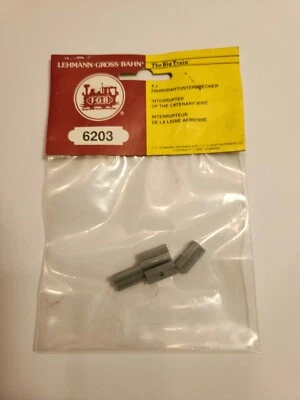 LEHMANN-GROSS-BAHN®
The Big Train
LGB
®
6203
4 x
FAHRDRAHTUNTERBRECHER
INTERRUPTER
OF THE CATENARY WIRE
INTERRUPTEUR
DE LA LIGNE AÉRIENNE